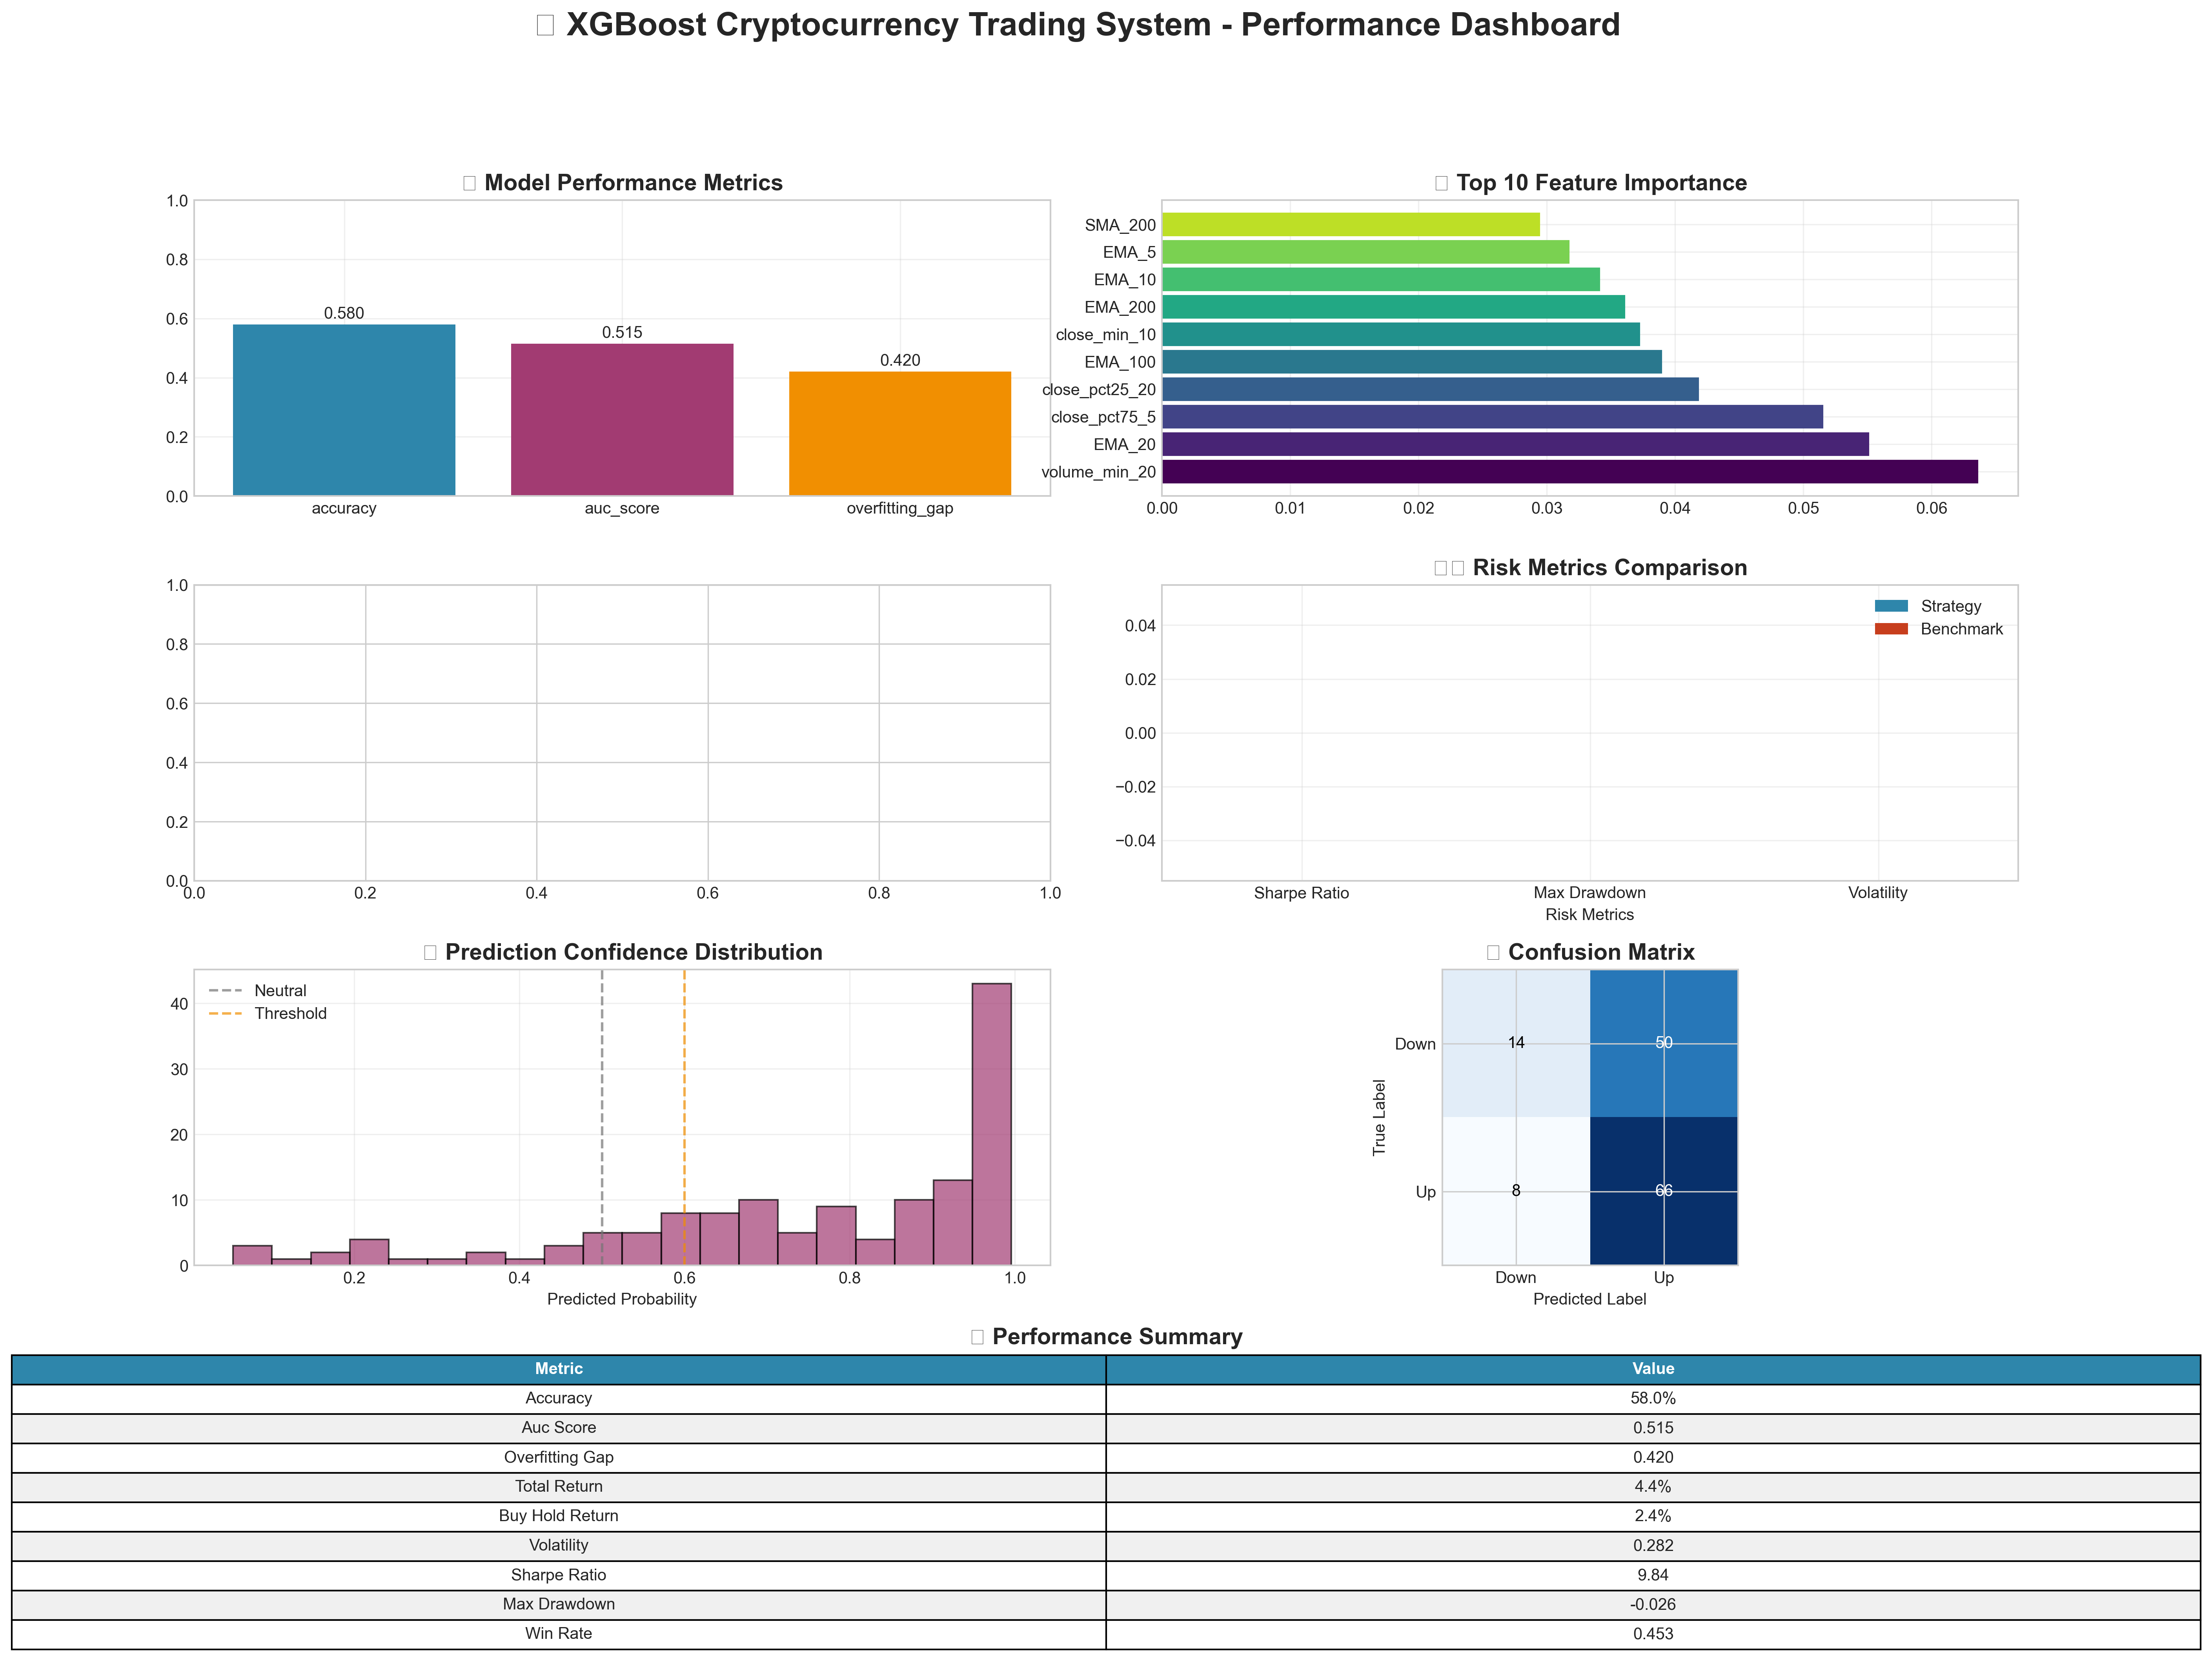 XGBoost Cryptocurrency Trading System - Performance Dashboard
Model Performance Metrics
1.0
0.8
0.6
0.4
0.2
0.0
0.580
0.515
0.420
accuracy auc_score overfitting_gap
Top 10 Feature Importance
SMA_200
EMA_5
EMA_10
EMA_200
close_min_10
EMA_100
close_pct25_20
close_pct75_5
EMA_20
volume_min_20
0.00 0.01 0.02 0.03 0.04 0.05 0.06
1.0
0.8
0.6
0.4
0.2
0.0
0.0 0.2 0.4 0.6 0.8 1.0
Risk Metrics Comparison
Strategy
Benchmark
0.04
0.02
0.00
−0.02
−0.04
Sharpe Ratio Max Drawdown Volatility
Risk Metrics
Prediction Confidence Distribution
Neutral
Threshold
40
30
20
10
0
0.2 0.4 0.6 0.8 1.0
Predicted Probability
Confusion Matrix
True Label
Down 14 50
Up 8 66
Down Up
Predicted Label
Performance Summary
Metric Value
Accuracy 58.0%
Auc Score 0.515
Overfitting Gap 0.420
Total Return 4.4%
Buy Hold Return 2.4%
Volatility 0.282
Sharpe Ratio 9.84
Max Drawdown -0.026
Win Rate 0.453